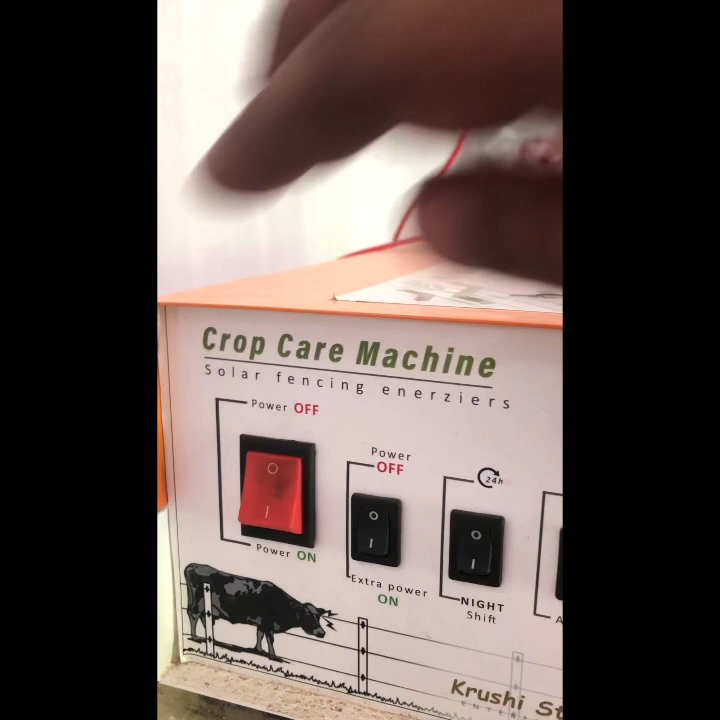 Crop Care Machine
Solar fencing enerziers
Power OFF
O
I
Power ON
Power
OFF
O
I
Extra power
ON
24h
O
I
NIGHT
Shift
A
Krushi St